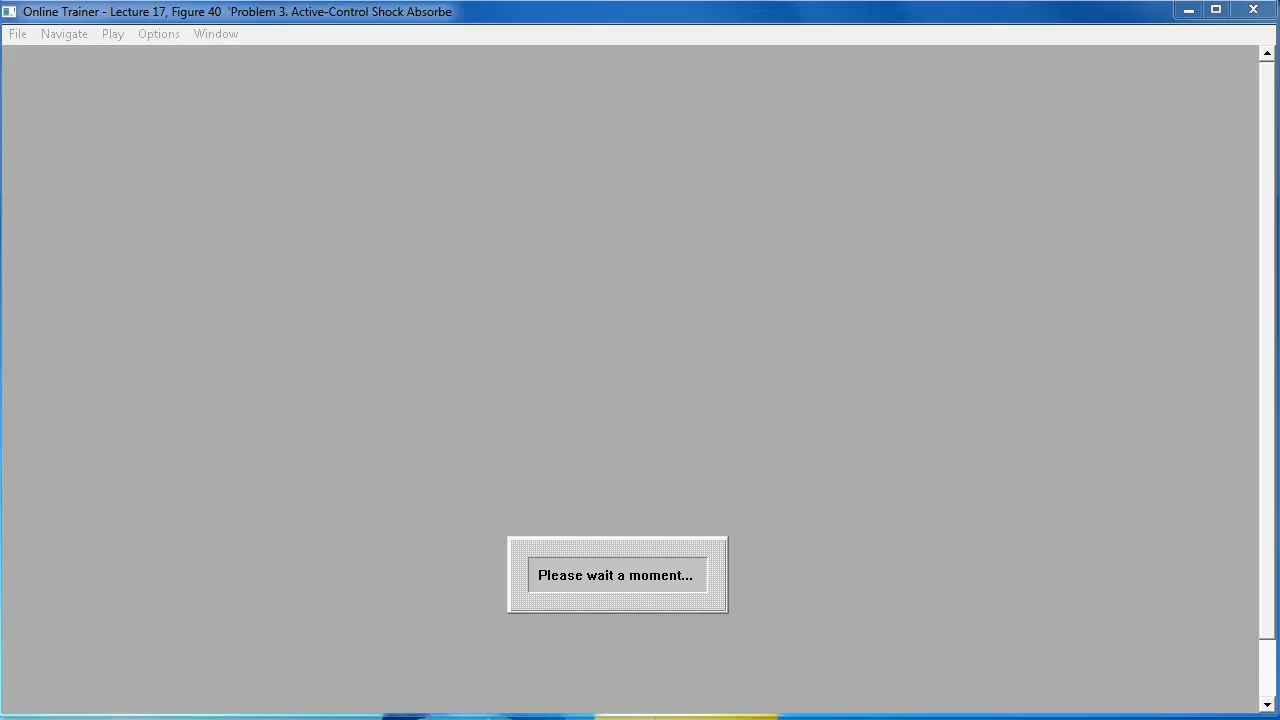 Online Trainer - Lecture 17, Figure 40 'Problem 3. Active-Control Shock Absorbe
File Navigate Play Options Window
Please wait a moment...